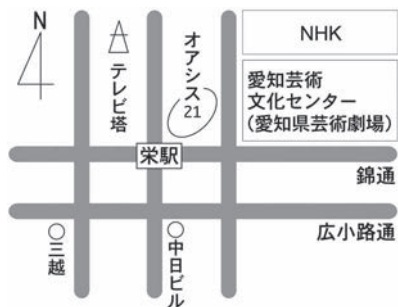 N
テレビ塔
オアシス21
NHK
愛知芸術
文化センター
(愛知県芸術劇場)
栄駅
錦通
広小路通
○三越
○中日ビル